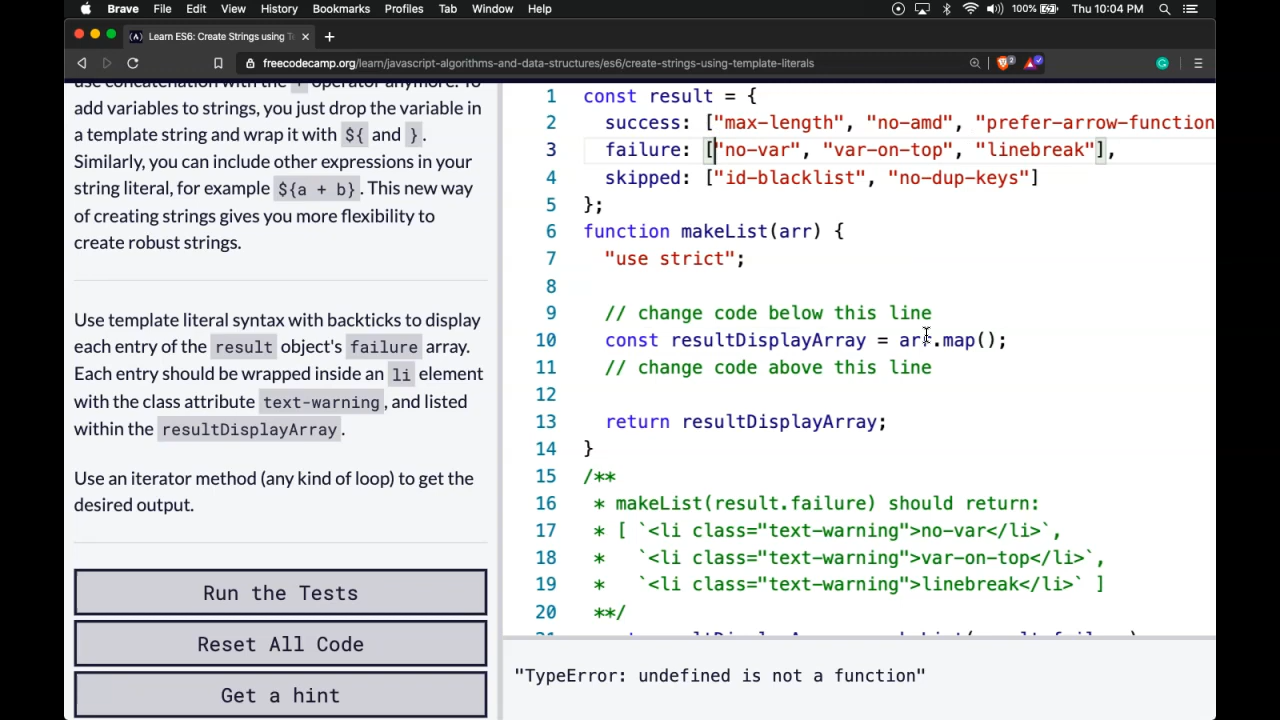 Brave File Edit View History Bookmarks Profiles Tab Window Help 100% Thu 10:04 PM
Learn ES6: Create Strings using Te
freecodecamp.org/learn/javascript-algorithms-and-data-structures/es6/create-strings-using-template-literals
use concatenation with the operator anymore. To
add variables to strings, you just drop the variable
in a template string and wrap it with ${ and }.
Similarly, you can include other expressions in your
string literal, for example ${a + b}. This new way
of creating strings gives you more flexibility to
create robust strings.
Use template literal syntax with backticks to display
each entry of the result object's failure array.
Each entry should be wrapped inside an li element
with the class attribute text-warning, and listed
within the resultDisplayArray.
Use an iterator method (any kind of loop) to get the
desired output.
Run the Tests
Reset All Code
Get a hint
1 const result = {
2 success: ["max-length", "no-amd", "prefer-arrow-function
3 failure: ["no-var", "var-on-top", "linebreak"],
4 skipped: ["id-blacklist", "no-dup-keys"]
5 };
6 function makeList(arr) {
7 "use strict";
8
9 // change code below this line
10 const resultDisplayArray = arr.map();
11 // change code above this line
12
13 return resultDisplayArray;
14 }
15 /**
16 * makeList(result.failure) should return:
17 * [ `<li class="text-warning">no-var</li>`,
18 * `<li class="text-warning">var-on-top</li>`,
19 * `<li class="text-warning">linebreak</li>` ]
20 **/
"TypeError: undefined is not a function"